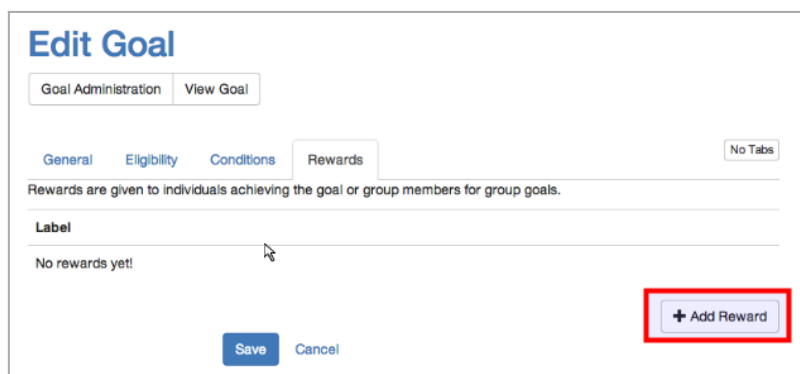 Edit Goal
Goal Administration View Goal
General Eligibility Conditions Rewards No Tabs
Rewards are given to individuals achieving the goal or group members for group goals.
Label
No rewards yet!
+ Add Reward
Save Cancel